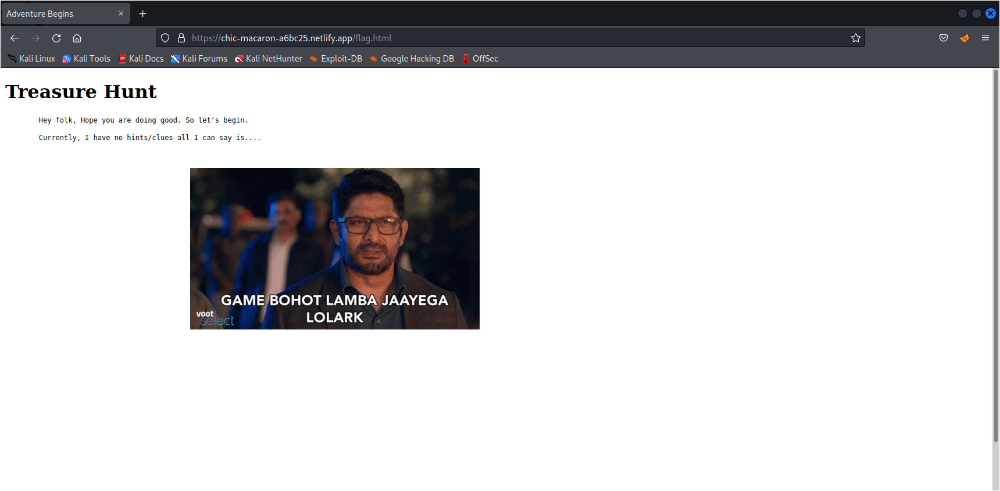 Adventure Begins
https://chic-macaron-a6bc25.netlify.app/flag.html
Kali Linux Kali Tools Kali Docs Kali Forums Kali NetHunter Exploit-DB Google Hacking DB OffSec
Treasure Hunt
Hey folk, Hope you are doing good. So let's begin.
Currently, I have no hints/clues all I can say is....
GAME BOHOT LAMBA JAAYEGA
LOLARK
voot
select